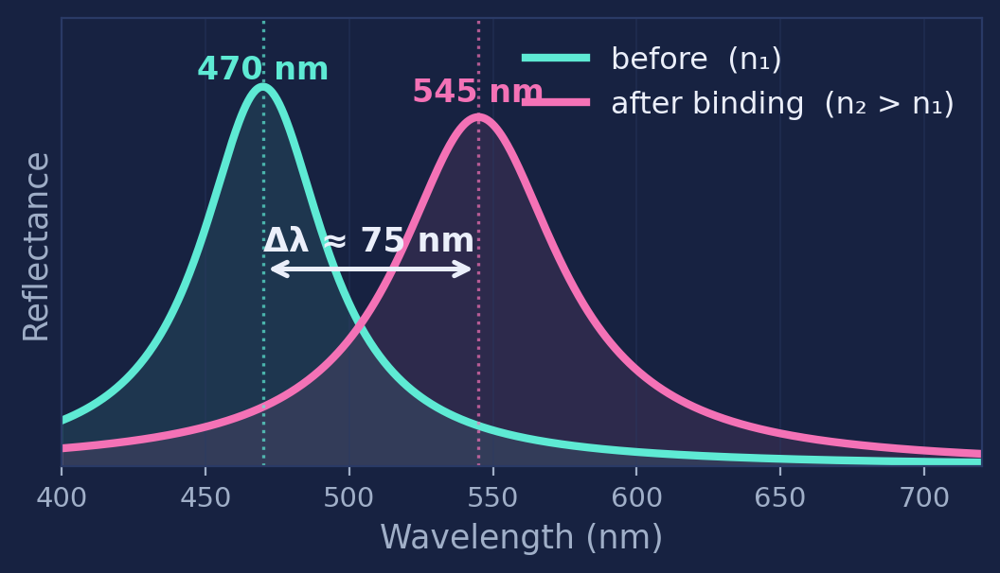 470 nm
545 nm
before (n₁)
after binding (n₂ > n₁)
Δλ ≈ 75 nm
Reflectance
400 450 500 550 600 650 700
Wavelength (nm)